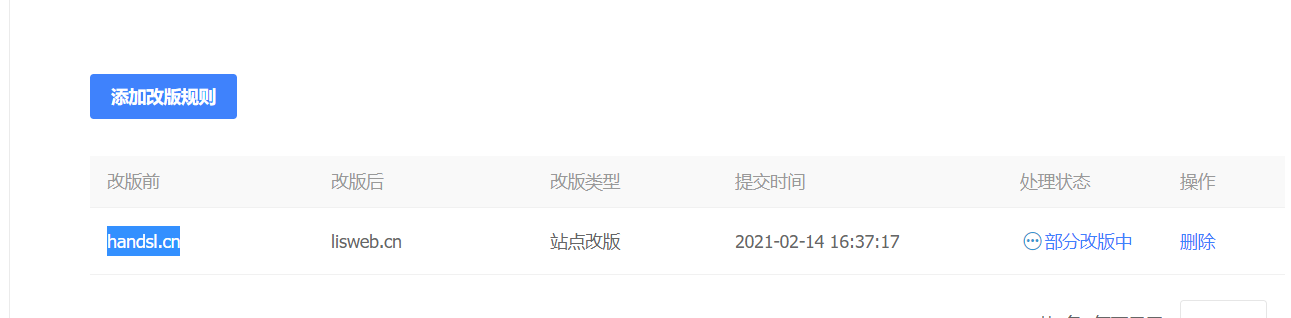 添加改版规则
改版前 改版后 改版类型 提交时间 处理状态 操作
handsl.cn lisweb.cn 站点改版 2021-02-14 16:37:17 部分改版中 删除